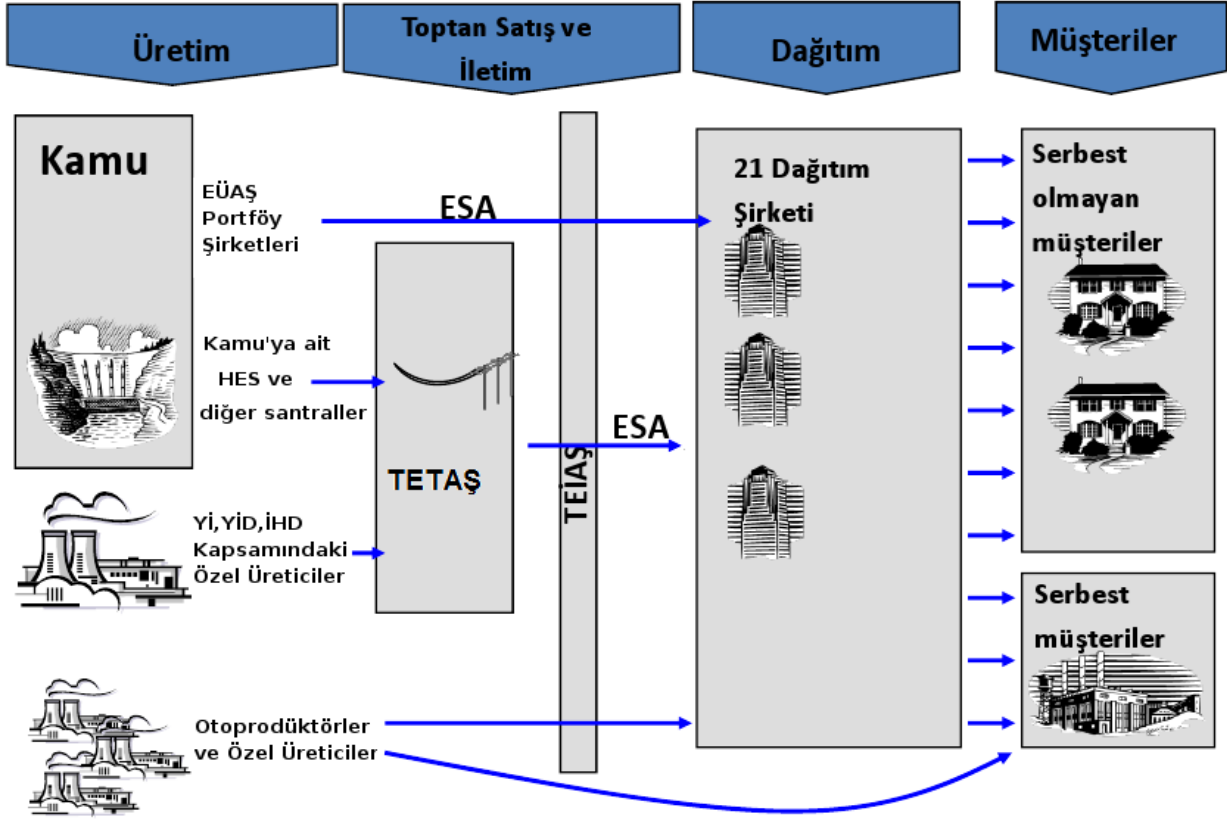 Üretim
Toptan Satış ve
İletim
Dağıtım
Müşteriler
Kamu
EÜAŞ
Portföy
Şirketleri
ESA
21 Dağıtım
Şirketi
Serbest
olmayan
müşteriler
Kamu'ya ait
HES ve
diğer santraller
TETAŞ
ESA
TEİAŞ
Yİ,YİD,İHD
Kapsamındaki
Özel Üreticiler
Serbest
müşteriler
Otoprodüktörler
ve Özel Üreticiler